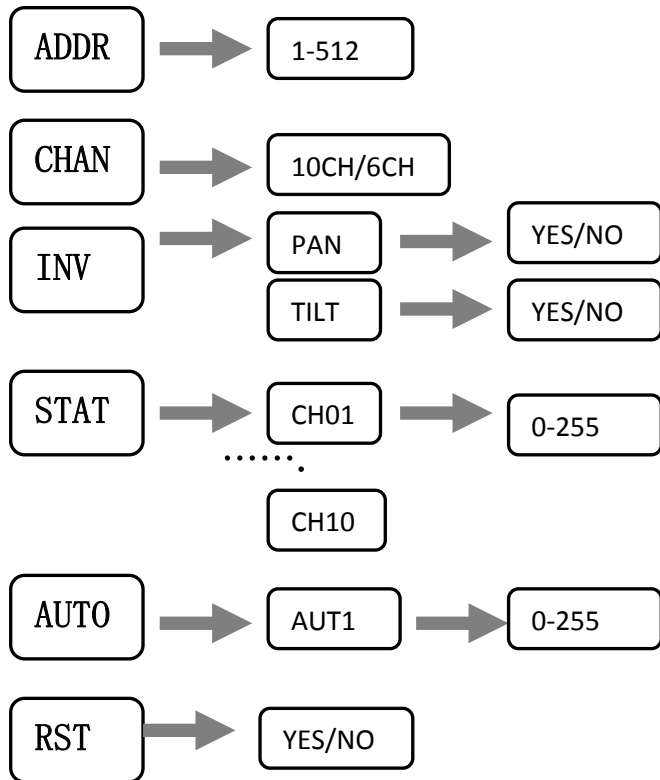 ADDR 1-512
CHAN 10CH/6CH
INV PAN YES/NO
TILT YES/NO
STAT CH01 0-255
.......
CH10
AUTO AUT1 0-255
RST YES/NO